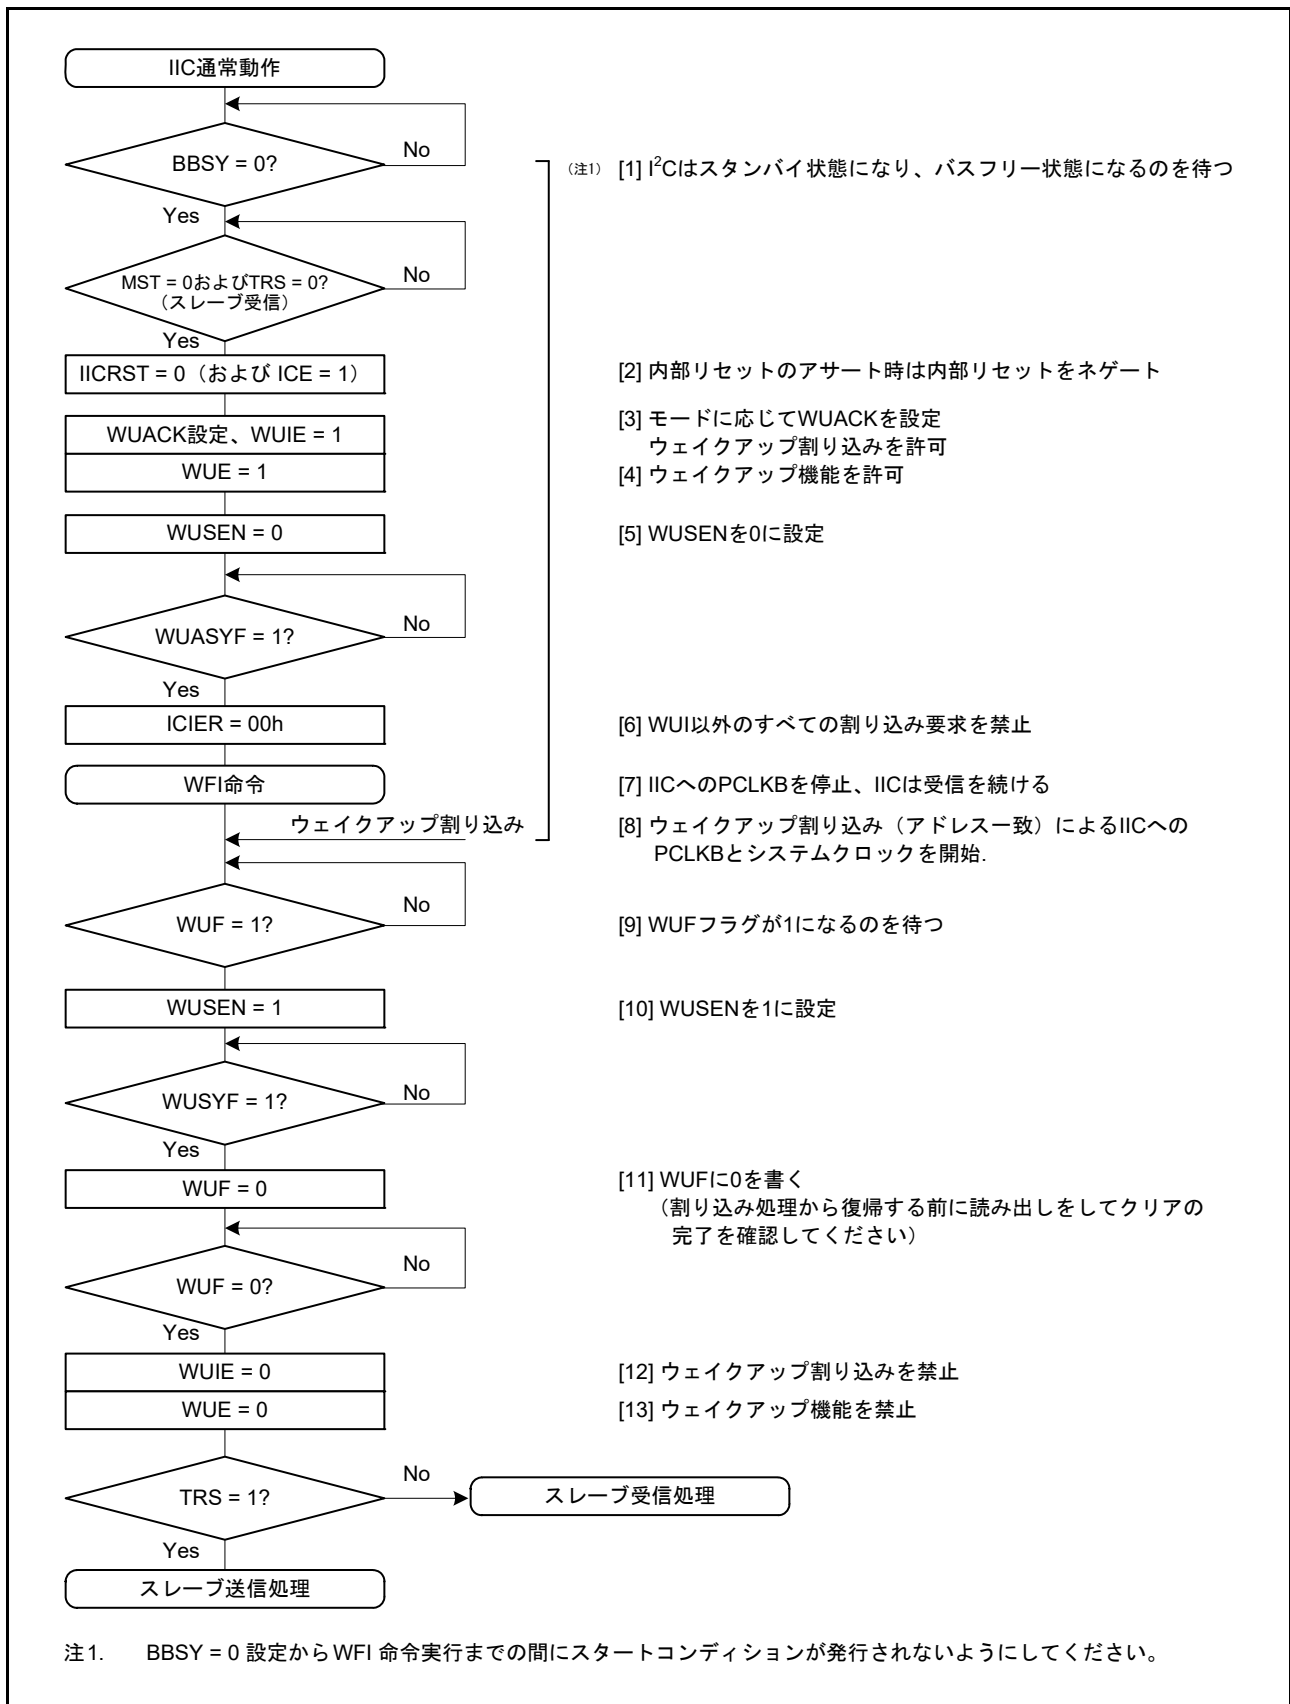 IIC通常動作
BBSY = 0?
No
(注1) [1] I²Cはスタンバイ状態になり、バスフリー状態になるのを待つ
Yes
MST = 0およびTRS = 0?
（スレーブ受信）
No
Yes
IICRST = 0（および ICE = 1）
[2] 内部リセットのアサート時は内部リセットをネゲート
WUACK設定、WUIE = 1
[3] モードに応じてWUACKを設定
ウェイクアップ割り込みを許可
WUE = 1
[4] ウェイクアップ機能を許可
WUSEN = 0
[5] WUSENを0に設定
WUASYF = 1?
No
Yes
ICIER = 00h
[6] WUI以外のすべての割り込み要求を禁止
WFI命令
[7] IICへのPCLKBを停止、IICは受信を続ける
ウェイクアップ割り込み
[8] ウェイクアップ割り込み（アドレス一致）によるIICへの
PCLKBとシステムクロックを開始.
WUF = 1?
No
[9] WUFフラグが1になるのを待つ
WUSEN = 1
[10] WUSENを1に設定
WUSYF = 1?
No
Yes
WUF = 0
[11] WUFに0を書く
（割り込み処理から復帰する前に読み出しをしてクリアの
完了を確認してください）
WUF = 0?
No
Yes
WUIE = 0
[12] ウェイクアップ割り込みを禁止
WUE = 0
[13] ウェイクアップ機能を禁止
TRS = 1?
No
スレーブ受信処理
Yes
スレーブ送信処理
注1. BBSY = 0 設定からWFI 命令実行までの間にスタートコンディションが発行されないようにしてください。